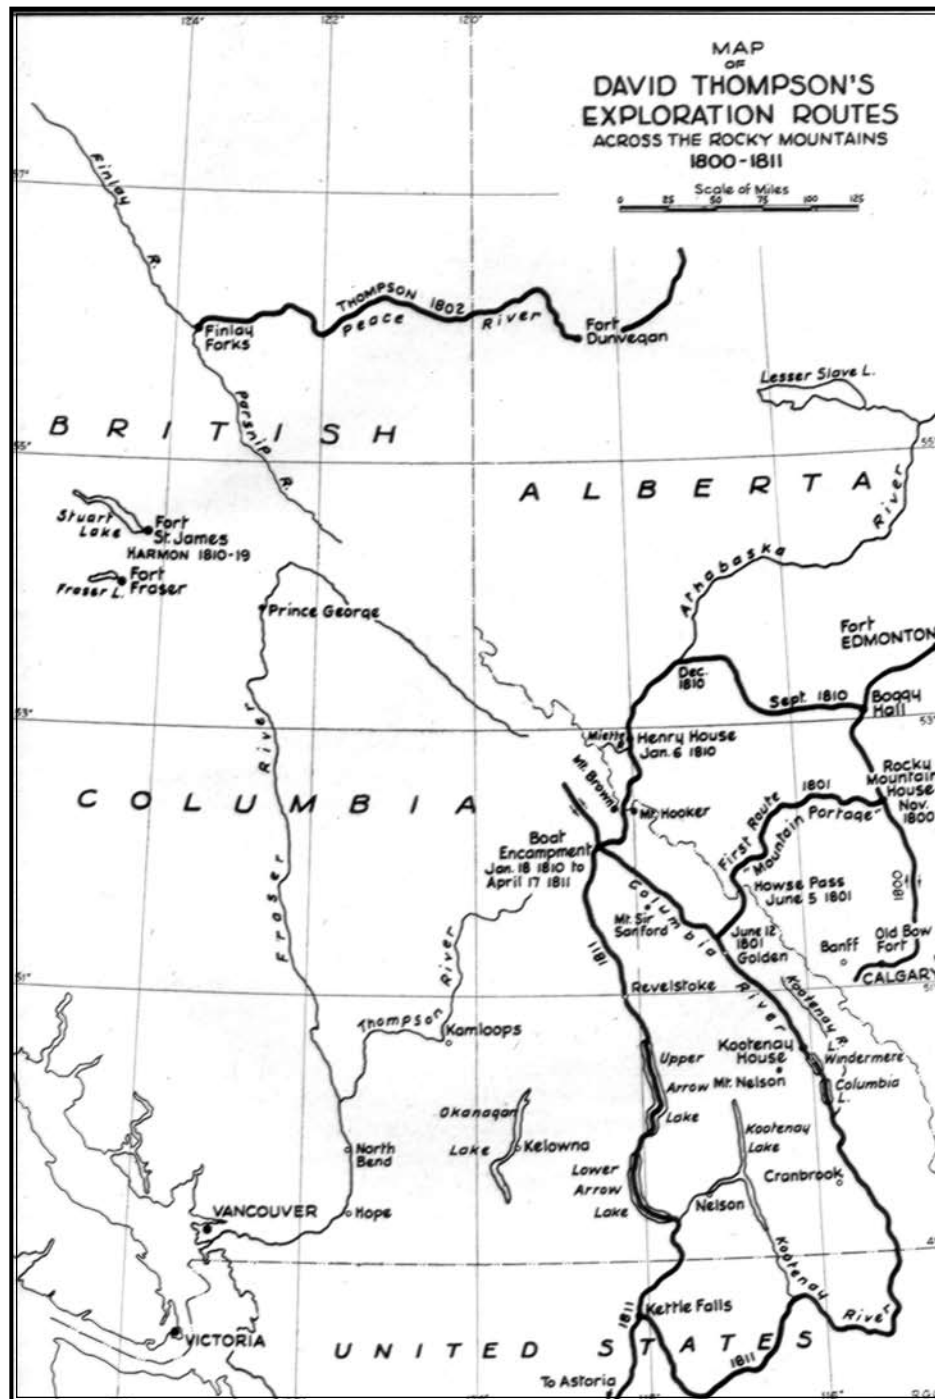 124°
122°
120°
MAP
OF
DAVID THOMPSON'S
EXPLORATION ROUTES
ACROSS THE ROCKY MOUNTAINS
1800-1811
Scale of Miles
0 25 50 75 100 125
57°
Finlay
R.
THOMPSON 1802
Peace River
Finlay
Forks
Fort
Dunvegan
Lesser Slave L.
Parsnip
R.
BRITISH
55°
55°
ALBERTA
Athabaska River
Stuart
Lake
Fort
St. James
HARMON 1810-19
Fraser L.
Fort
Fraser
Prince George
Fort
EDMONTON
Dec.
1810
Sept. 1810
Boggy
Hall
53°
53°
Miette
Henry House
Jan. 6 1810
Fraser River
COLUMBIA
Mt. Brown
Mt. Hooker
Rocky
Mountain
House
Nov.
1800
First Route 1801
Mountain Portage
Boat
Encampment
Jan. 18 1810 to
April 17 1811
Howse Pass
June 5 1801
1800
Columbia River
Mt. Sir
Sanford
June 12
1801
Golden
Banff
Old Bow
Fort
CALGARY
1811
51°
Revelstoke
Kootenay R.
Thompson River
Kamloops
Kootenay
House
Mt. Nelson
L.
Windermere
Columbia
L.
Upper
Arrow
Lake
Okanagan
Lake
Kelowna
Kootenay
Lake
Lower
Arrow
Lake
Cranbrook
Nelson
North
Bend
Hope
VANCOUVER
Kootenay River
Kettle Falls
VICTORIA
UNITED STATES
1811
1811
To Astoria
118°
116°